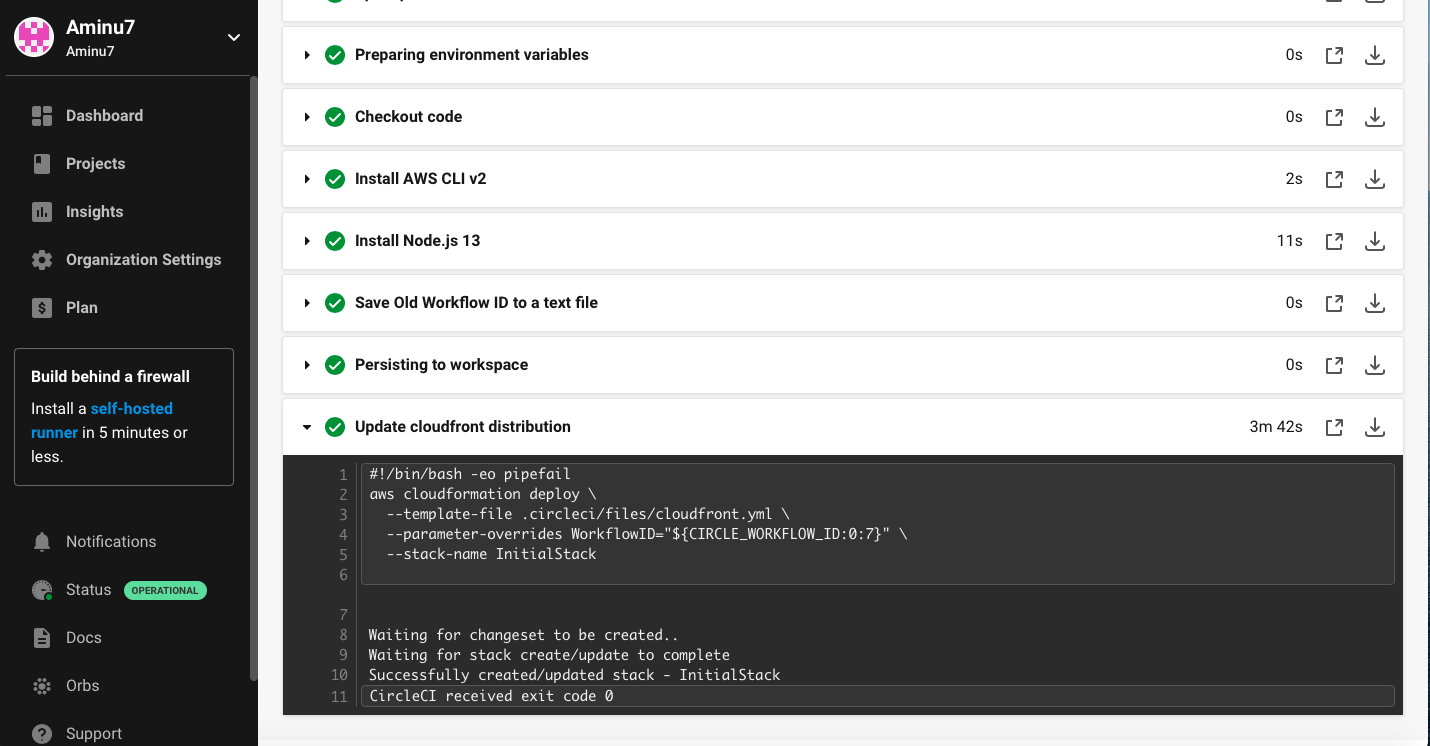 Aminu7
Aminu7
Dashboard
Projects
Insights
Organization Settings
Plan
Build behind a firewall
Install a self-hosted
runner in 5 minutes or
less.
Notifications
Status OPERATIONAL
Docs
Orbs
Support
Preparing environment variables 0s
Checkout code 0s
Install AWS CLI v2 2s
Install Node.js 13 11s
Save Old Workflow ID to a text file 0s
Persisting to workspace 0s
Update cloudfront distribution 3m 42s
1 #!/bin/bash -eo pipefail
2 aws cloudformation deploy \
3 --template-file .circleci/files/cloudfront.yml \
4 --parameter-overrides WorkflowID="${CIRCLE_WORKFLOW_ID:0:7}" \
5 --stack-name InitialStack
6
7
8 Waiting for changeset to be created..
9 Waiting for stack create/update to complete
10 Successfully created/updated stack - InitialStack
11 CircleCI received exit code 0